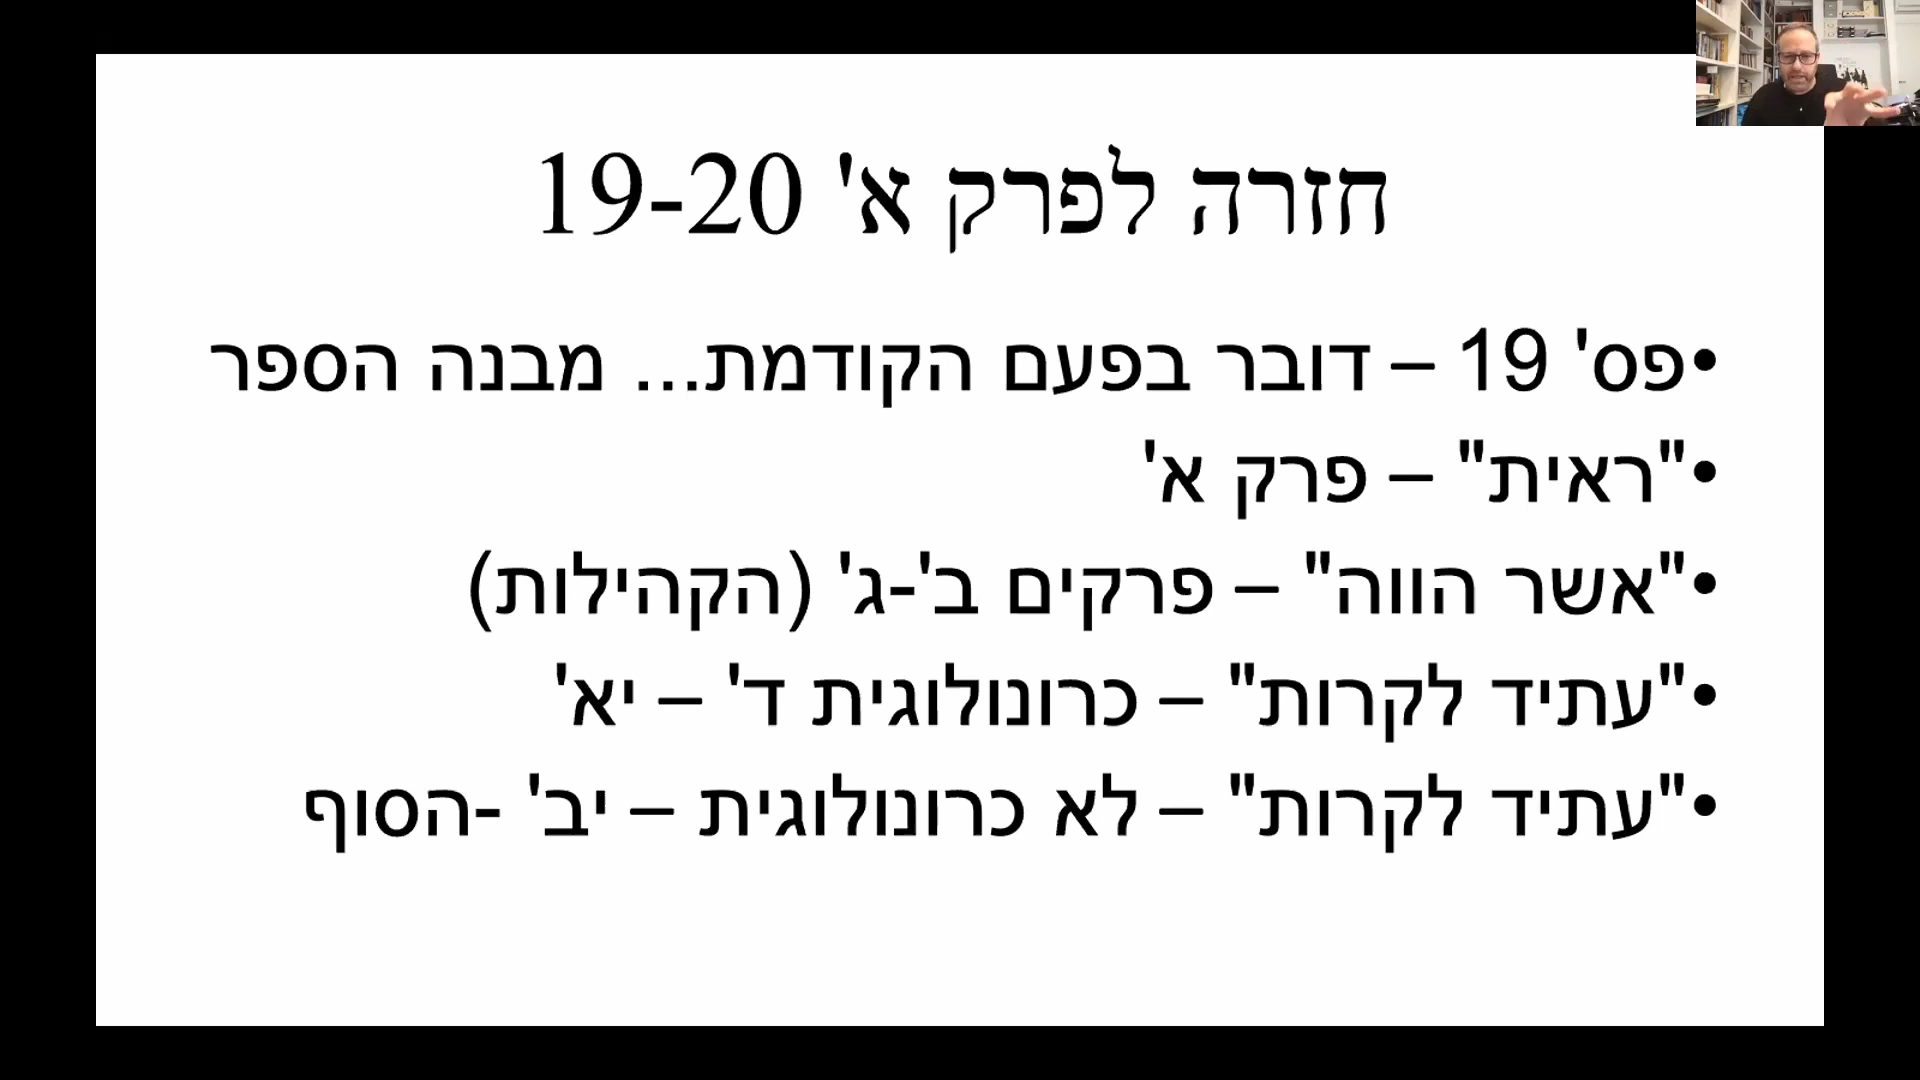 חזרה לפרק א' 19-20
•פס' 19 – דובר בפעם הקודמת... מבנה הספר
•"ראית" – פרק א'
•"אשר הווה" – פרקים ב'-ג' (הקהילות)
•"עתיד לקרות" – כרונולוגית ד' – יא'
•"עתיד לקרות" – לא כרונולוגית – יב' -הסוף